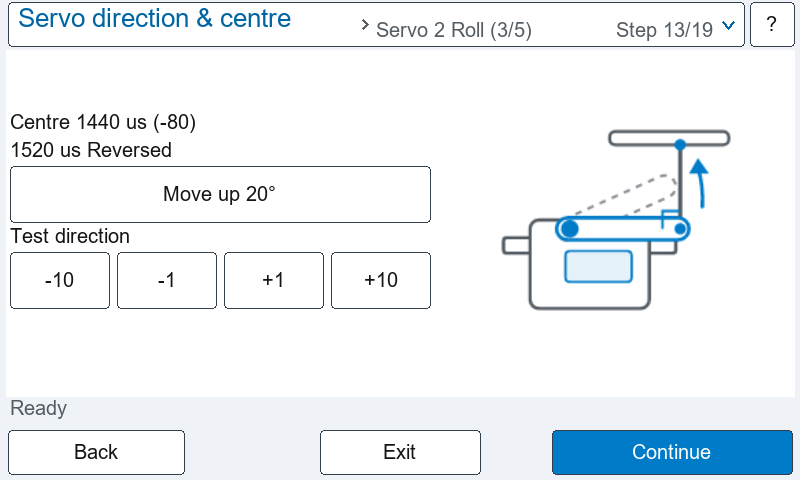 Servo direction & centre
> Servo 2 Roll (3/5)
Step 13/19
?
Centre 1440 us (-80)
1520 us Reversed
Move up 20°
Test direction
-10
-1
+1
+10
Ready
Back
Exit
Continue